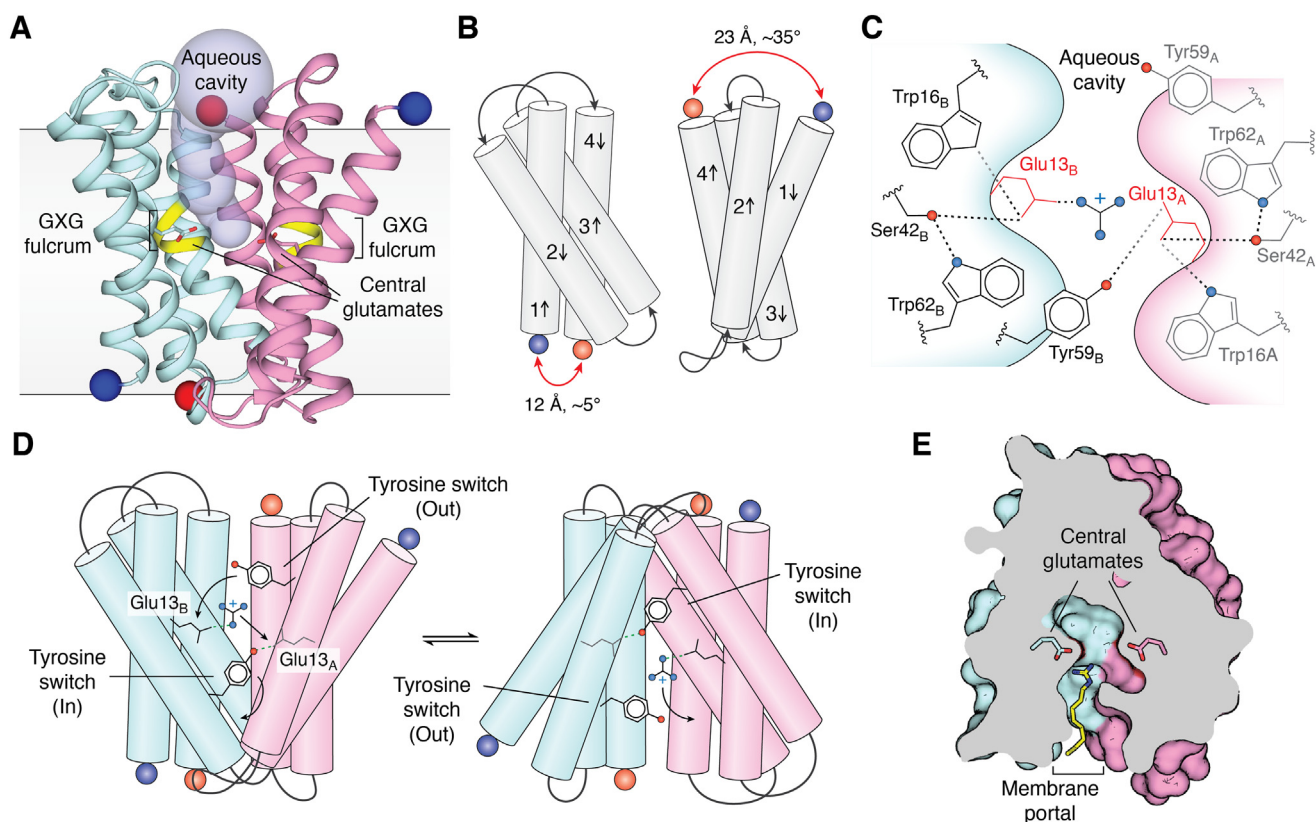 A
Aqueous
cavity
GXG
fulcrum
GXG
fulcrum
Central
glutamates
B
23 Å, ~35°
4↓
3↑
2↓
1↑
12 Å, ~5°
4↑
2↑
1↓
3↓
C
Aqueous
cavity
Tyr59A
Trp16B
Trp62A
Glu13B
+
Glu13A
Ser42B
Ser42A
Trp62B
Tyr59B
Trp16A
D
Tyrosine switch
(Out)
Glu13B
+
Glu13A
Tyrosine
switch
(In)
Tyrosine
switch
(In)
+
Tyrosine
switch
(Out)
E
Central
glutamates
Membrane
portal